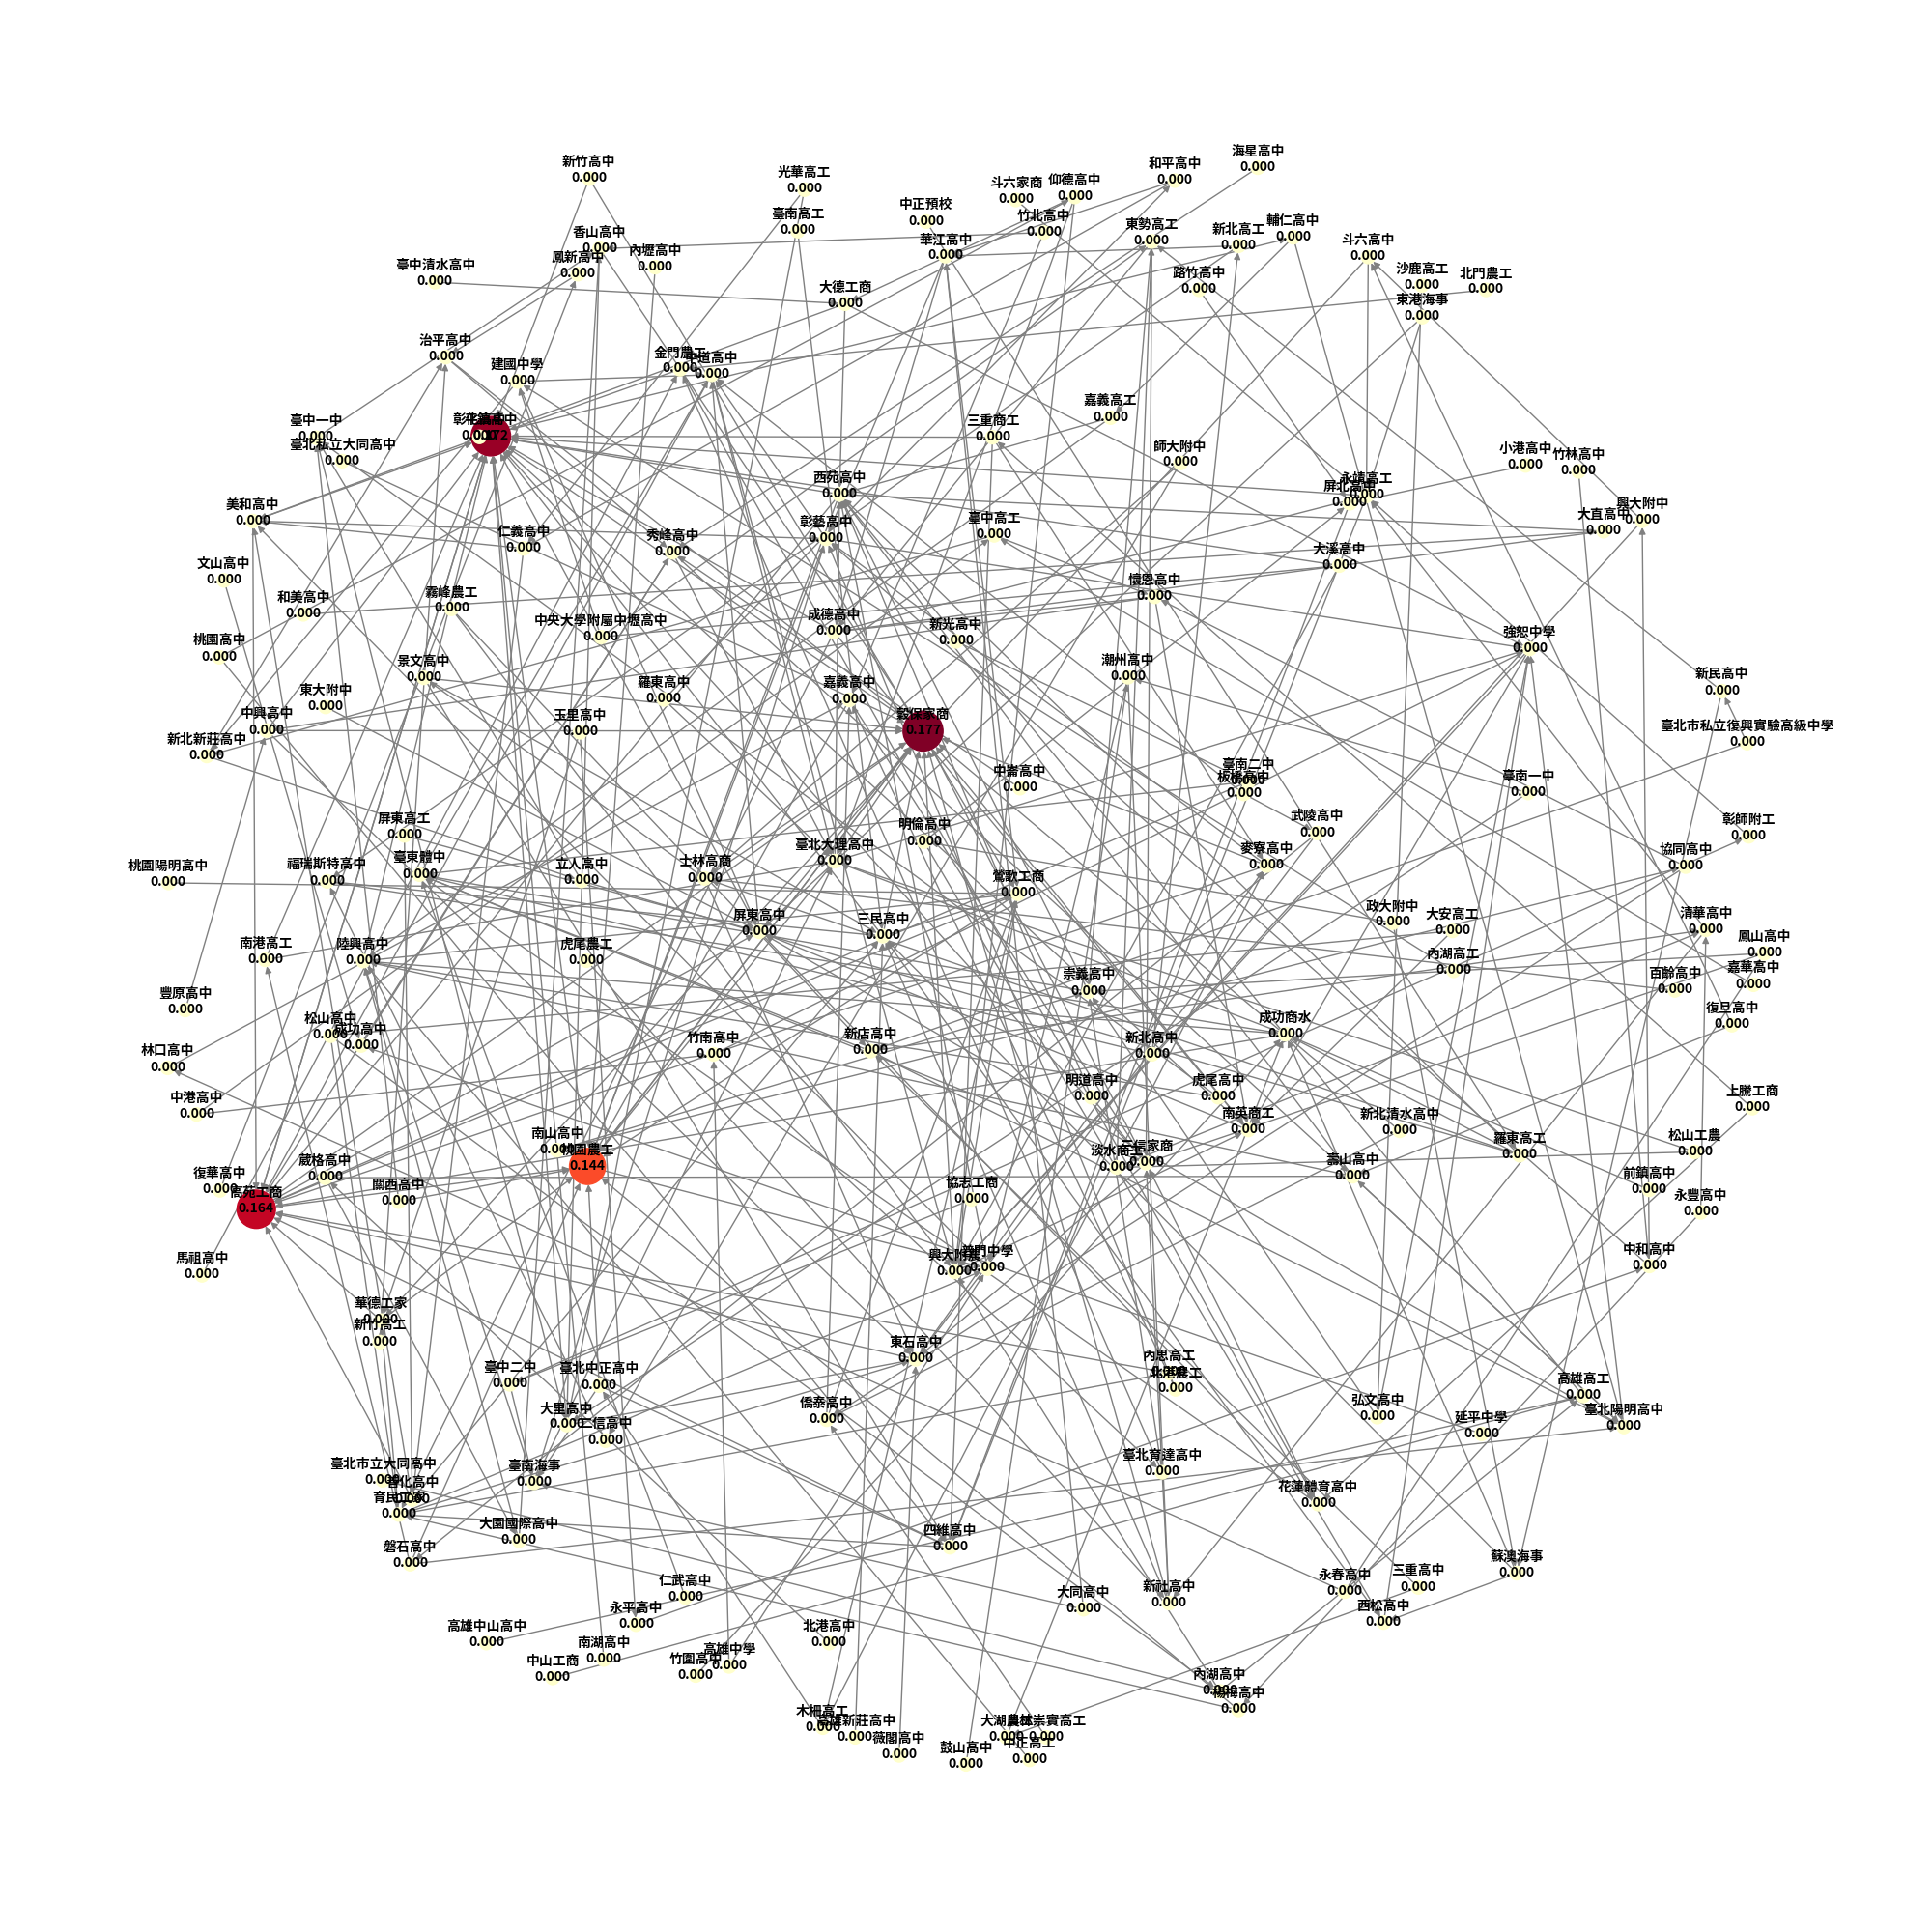 新竹高中
0.000
光華高工
0.000
臺南高工
0.000
中正預校
0.000
斗六家商
0.000
仰德高中
0.000
竹北高中
0.000
和平高中
0.000
海星高中
0.000
香山高中
0.000
鳳新高中
0.000
內壢高中
0.000
臺中清水高中
0.000
華江高中
0.000
東勢高工
0.000
新北高工
0.000
輔仁高中
0.000
斗六高中
0.000
沙鹿高工
0.000
北門農工
0.000
東港海事
0.000
路竹高中
0.000
大德工商
0.000
治平高中
0.000
建國中學
0.000
金門農工
0.000
中道高中
0.000
嘉義高工
0.000
三重商工
0.000
師大附中
0.000
臺中一中
0.000
臺北私立大同高中
0.000
小港高中
0.000
竹林高中
0.000
西苑高中
0.000
永靖高工
0.000
屏北高中
0.000
興大附中
0.000
大直高中
0.000
美和高中
0.000
仁義高中
0.000
秀峰高中
0.000
彰藝高中
0.000
臺中高工
0.000
大溪高中
0.000
文山高中
0.000
和美高中
0.000
霧峰農工
0.000
懷恩高中
0.000
中央大學附屬中壢高中
0.000
成德高中
0.000
新光高中
0.000
強恕中學
0.000
桃園高中
0.000
景文高中
0.000
羅東高中
0.000
嘉義高中
0.000
潮州高中
0.000
新民高中
0.000
東大附中
0.000
中興高中
0.000
玉里高中
0.000
穀保家商
0.177
臺北市私立復興實驗高級中學
0.000
新北新莊高中
0.000
中崙高中
0.000
臺南二中
0.000
板橋高中
0.000
臺南一中
0.000
屏東高工
0.000
明倫高中
0.000
武陵高中
0.000
彰師附工
0.000
桃園陽明高中
0.000
福瑞斯特高中
0.000
臺東體中
0.000
立人高中
0.000
士林高商
0.000
臺北大理高中
0.000
麥寮高中
0.000
協同高中
0.000
鶯歌工商
0.000
屏東高中
0.000
三民高中
0.000
政大附中
0.000
大安高工
0.000
清華高中
0.000
鳳山高中
0.000
南港高工
0.000
陸興高中
0.000
虎尾農工
0.000
崇義高中
0.000
內湖高工
0.000
百齡高中
0.000
嘉華高中
0.000
豐原高中
0.000
松山高中
0.000
成功高中
0.000
竹南高中
0.000
新店高中
0.000
新北高中
0.000
成功商水
0.000
復旦高中
0.000
林口高中
0.000
中港高中
0.000
明道高中
0.000
虎尾高中
0.000
南英商工
0.000
新北清水高中
0.000
羅東高工
0.000
上騰工商
0.000
松山工農
0.000
南山高中
桃園農工
0.144
淡水商工
0.000
三信家商
0.000
壽山高中
0.000
前鎮高中
0.000
復華高中
0.000
高苑工商
0.164
葳格高中
0.000
關西高中
0.000
協志工商
0.000
永豐高中
0.000
馬祖高中
0.000
興大附農
0.000
普門中學
0.000
中和高中
0.000
華德工家
0.000
新竹高工
0.000
東石高中
0.000
內思高工
北港農工
0.000
臺中二中
0.000
臺北中正高中
0.000
高雄高工
0.000
臺北陽明高中
0.000
大里高中
0.000
二信高中
0.000
僑泰高中
0.000
弘文高中
0.000
延平中學
0.000
臺北市立大同高中
0.000
善化高中
0.000
育民工家
0.000
臺南海事
0.000
臺北育達高中
0.000
花蓮體育高中
0.000
大園國際高中
0.000
磐石高中
0.000
四維高中
0.000
蘇澳海事
0.000
仁武高中
0.000
大同高中
0.000
新社高中
0.000
永春高中
0.000
三重高中
0.000
西松高中
0.000
高雄中山高中
0.000
永平高中
0.000
北港高中
0.000
中山工商
0.000
南湖高中
0.000
竹圍高中
0.000
高雄中學
0.000
內湖高中
0.000
楊梅高中
0.000
木柵高工
0.000
高雄新莊高中
0.000
薇閣高中
0.000
鼓山高中
0.000
大湖農工
0.000
員林崇實高工
0.000
中正高工
0.000